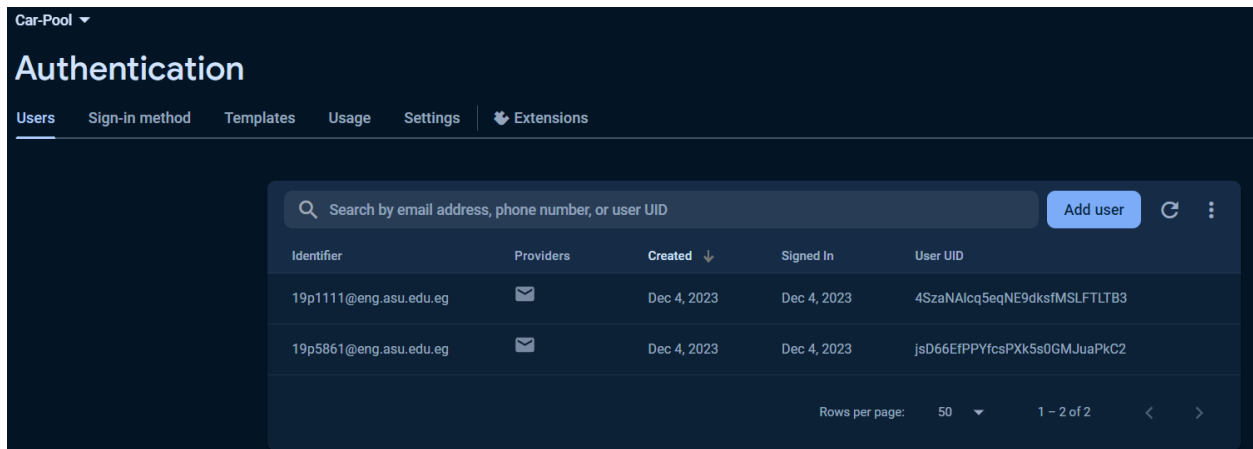 Car-Pool
Authentication
Users Sign-in method Templates Usage Settings Extensions
Search by email address, phone number, or user UID Add user
Identifier Providers Created Signed In User UID
19p1111@eng.asu.edu.eg Dec 4, 2023 Dec 4, 2023 4SzaNAlcq5eqNE9dksfMSLFTLTB3
19p5861@eng.asu.edu.eg Dec 4, 2023 Dec 4, 2023 jsD66EfPPYfcsPXk5s0GMJuaPkC2
Rows per page: 50 1 – 2 of 2